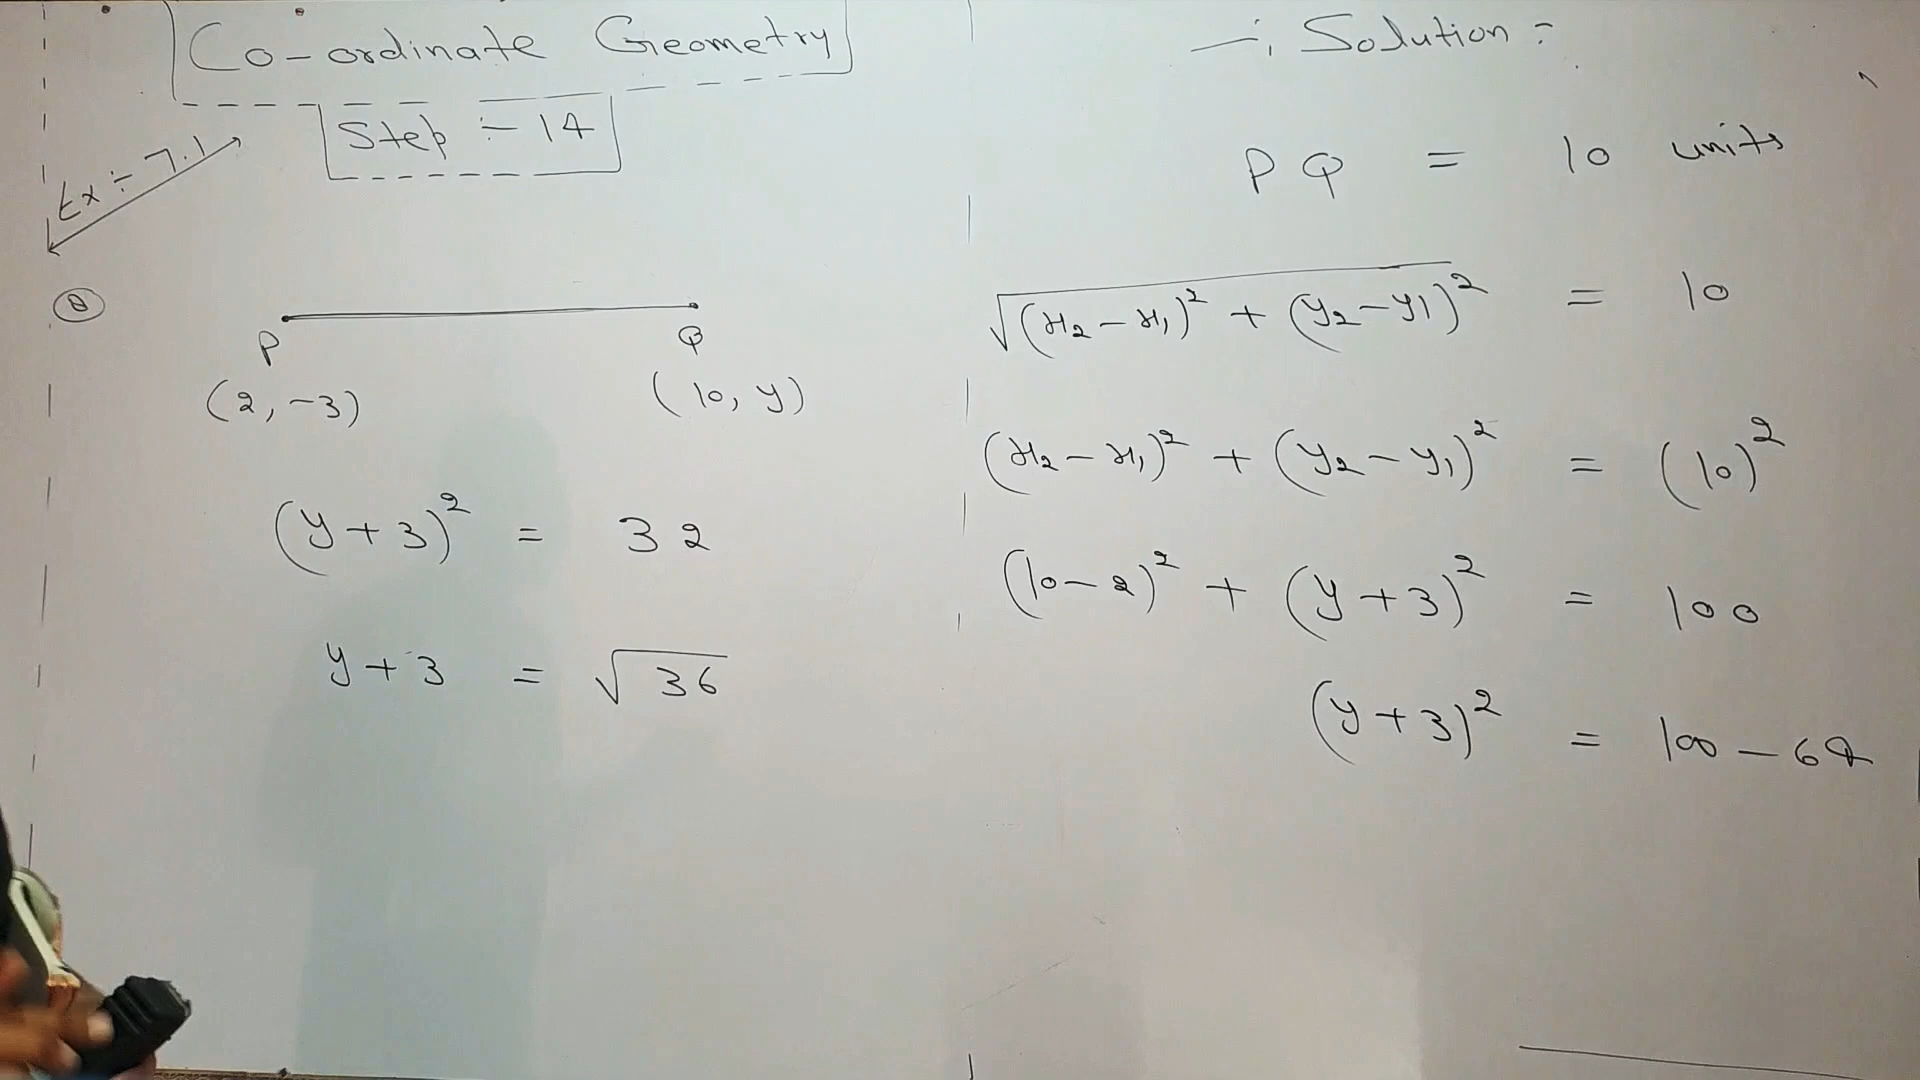 Co-ordinate Geometry
Step :- 14
Ex :- 7.1
⑧
P Q
(2, -3) (10, y)
(y + 3)² = 32
y + 3 = √36
-: Solution :-
PQ = 10 units
√(x₂ - x₁)² + (y₂ - y₁)² = 10
(x₂ - x₁)² + (y₂ - y₁)² = (10)²
(10 - 2)² + (y + 3)² = 100
(y + 3)² = 100 - 64